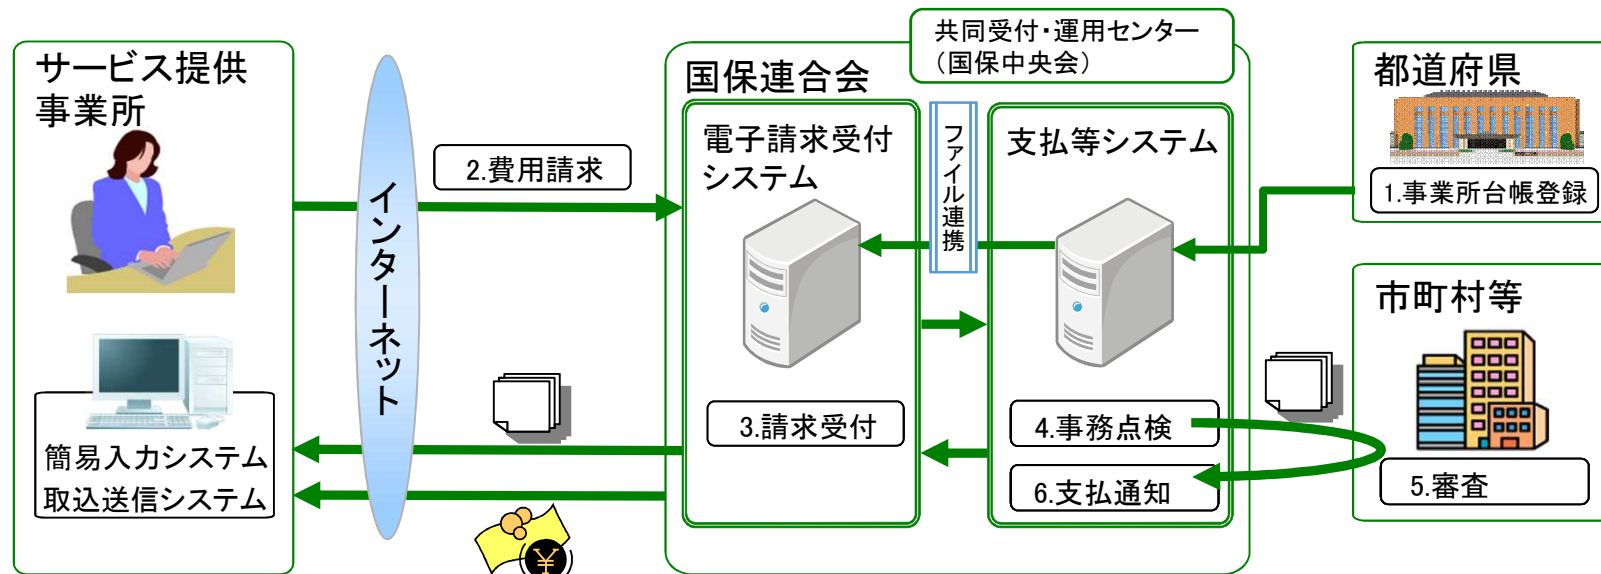 サービス提供
事業所
簡易入力システム
取込送信システム
インターネット
2.費用請求
共同受付・運用センター
（国保中央会）
国保連合会
電子請求受付
システム
3.請求受付
ファイル連携
支払等システム
4.事務点検
6.支払通知
都道府県
1.事業所台帳登録
市町村等
5.審査
¥